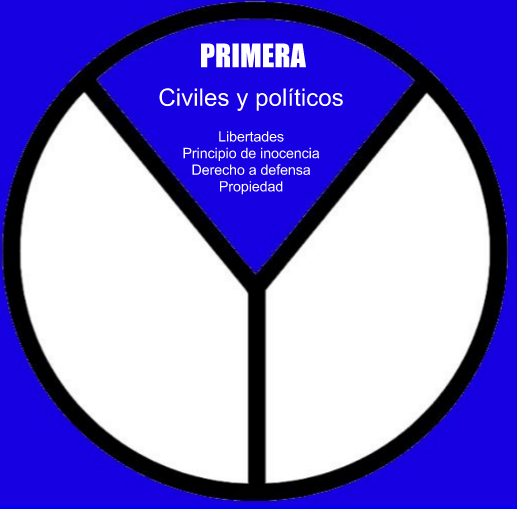 PRIMERA
Civiles y políticos
Libertades
Principio de inocencia
Derecho a defensa
Propiedad